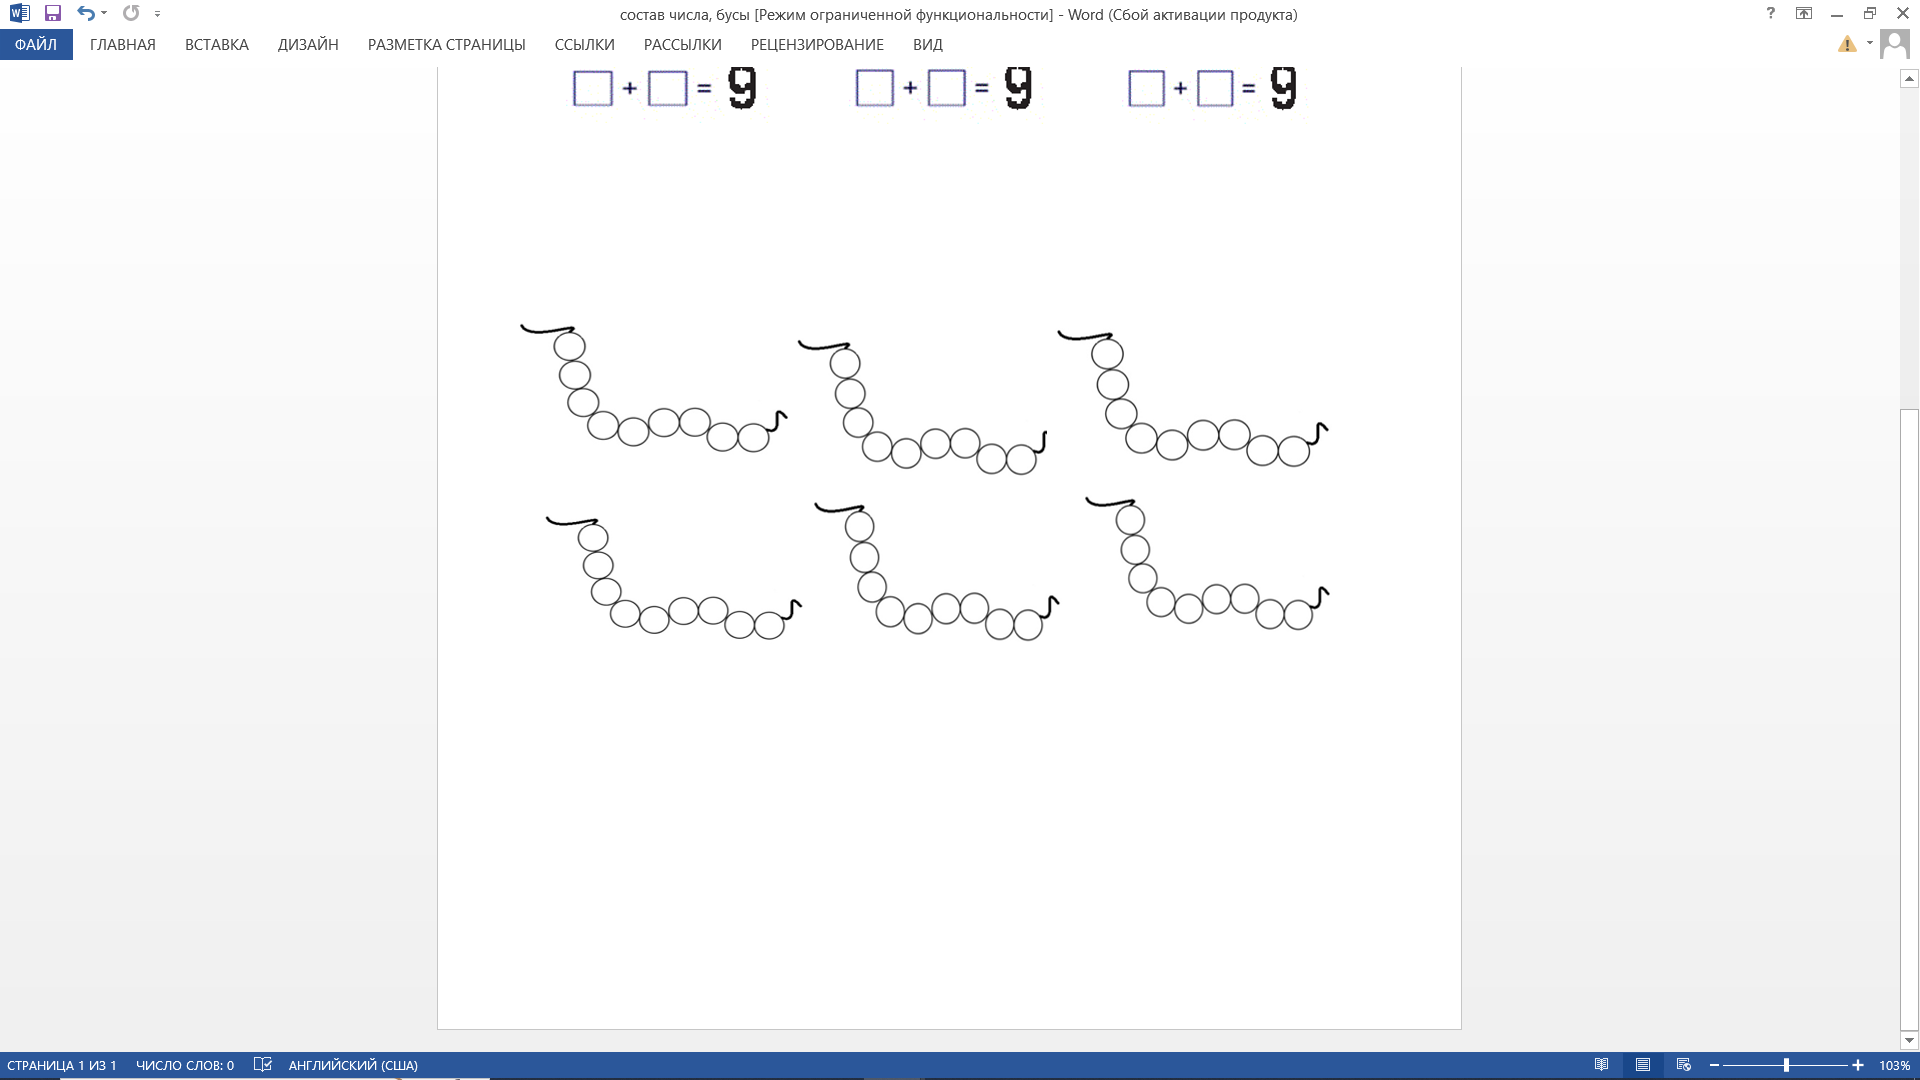 состав числа, бусы [Режим ограниченной функциональности] - Word (Сбой активации продукта)
ФАЙЛ ГЛАВНАЯ ВСТАВКА ДИЗАЙН РАЗМЕТКА СТРАНИЦЫ ССЫЛКИ РАССЫЛКИ РЕЦЕНЗИРОВАНИЕ ВИД
+ = 9 + = 9 + = 9
СТРАНИЦА 1 ИЗ 1 ЧИСЛО СЛОВ: 0 АНГЛИЙСКИЙ (США) 103%